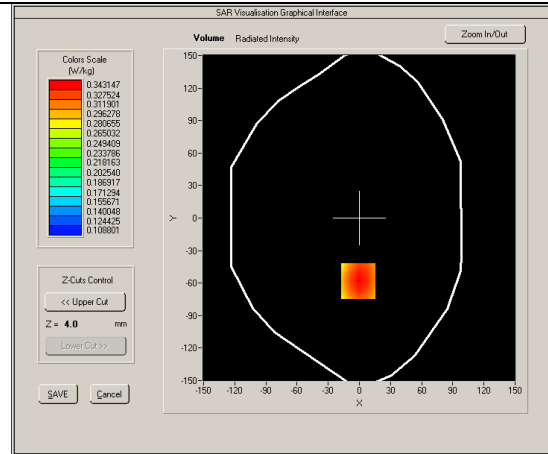 SAR Visualisation Graphical Interface
Volume Radiated Intensity
Zoom In/Out
Colors Scale
(W/kg)
0.343147
0.327524
0.311901
0.296278
0.280655
0.265032
0.249409
0.233786
0.218163
0.202540
0.186917
0.171294
0.155671
0.140048
0.124425
0.108801
Z-Cuts Control
<< Upper Cut
Z = 4.0 mm
Lower Cut >>
SAVE Cancel
150
120
90
60
30
0
-30
-60
-90
-120
-150
Y
-150 -120 -90 -60 -30 0 30 60 90 120 150
X